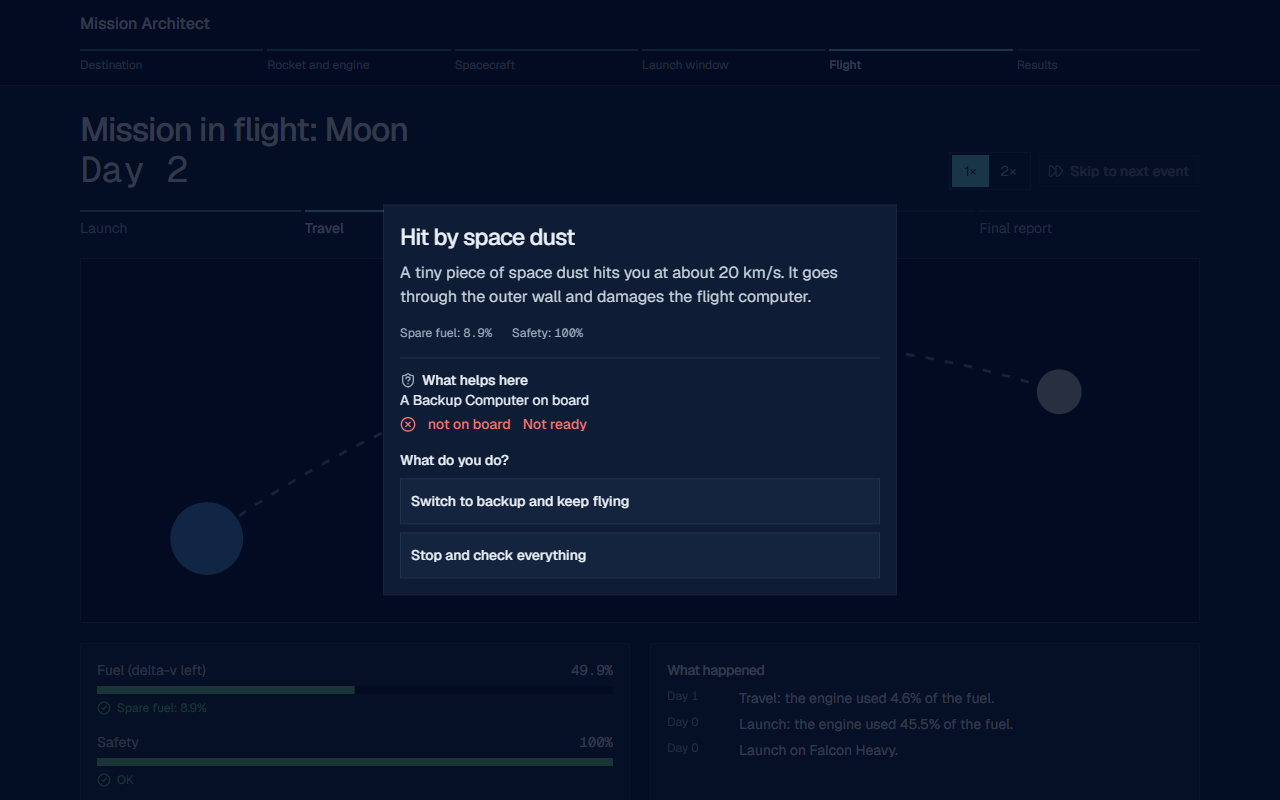 Mission Architect
Destination
Rocket and engine
Spacecraft
Launch window
Flight
Results
Mission in flight: Moon
Day 2
1×
2×
Skip to next event
Launch
Travel
Final report
Hit by space dust
A tiny piece of space dust hits you at about 20 km/s. It goes
through the outer wall and damages the flight computer.
Spare fuel: 8.9% Safety: 100%
What helps here
A Backup Computer on board
not on board Not ready
What do you do?
Switch to backup and keep flying
Stop and check everything
Fuel (delta-v left) 49.9%
Spare fuel: 8.9%
Safety 100%
OK
What happened
Day 1 Travel: the engine used 4.6% of the fuel.
Day 0 Launch: the engine used 45.5% of the fuel.
Day 0 Launch on Falcon Heavy.